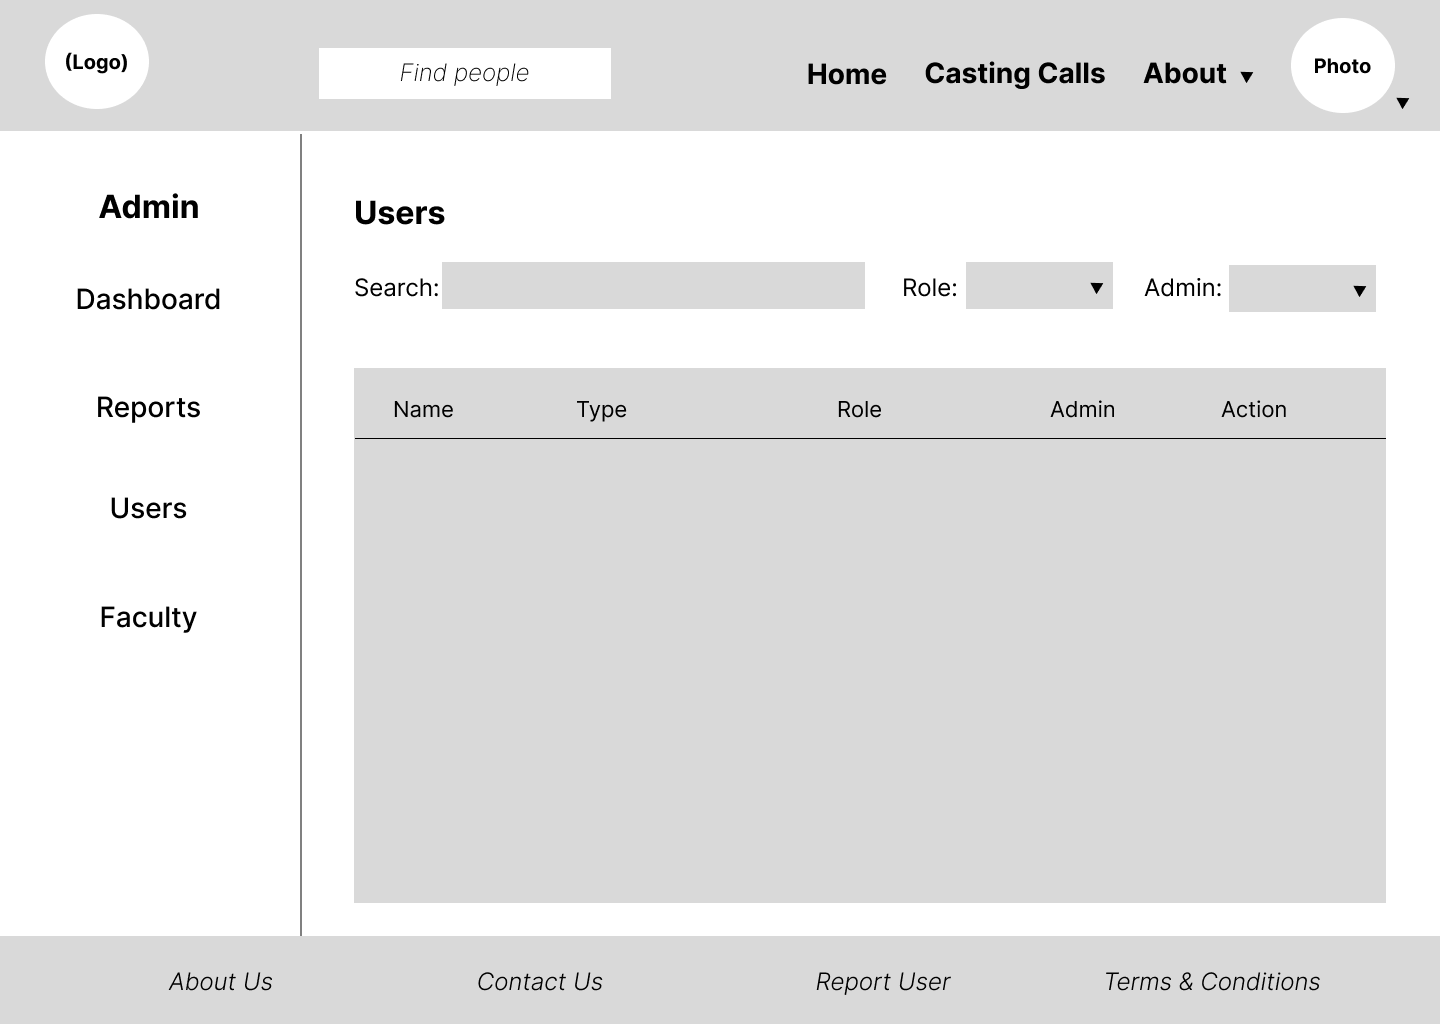 (Logo)
Find people
Home
Casting Calls
About
Photo
Admin
Dashboard
Reports
Users
Faculty
Users
Search:
Role:
Admin:
Name
Type
Role
Admin
Action
About Us
Contact Us
Report User
Terms & Conditions